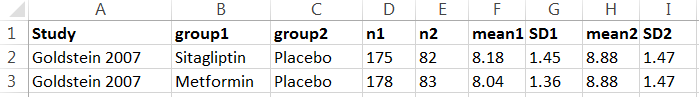 A B C D E F G H I
1 Study group1 group2 n1 n2 mean1 SD1 mean2 SD2
2 Goldstein 2007 Sitagliptin Placebo 175 82 8.18 1.45 8.88 1.47
3 Goldstein 2007 Metformin Placebo 178 83 8.04 1.36 8.88 1.47